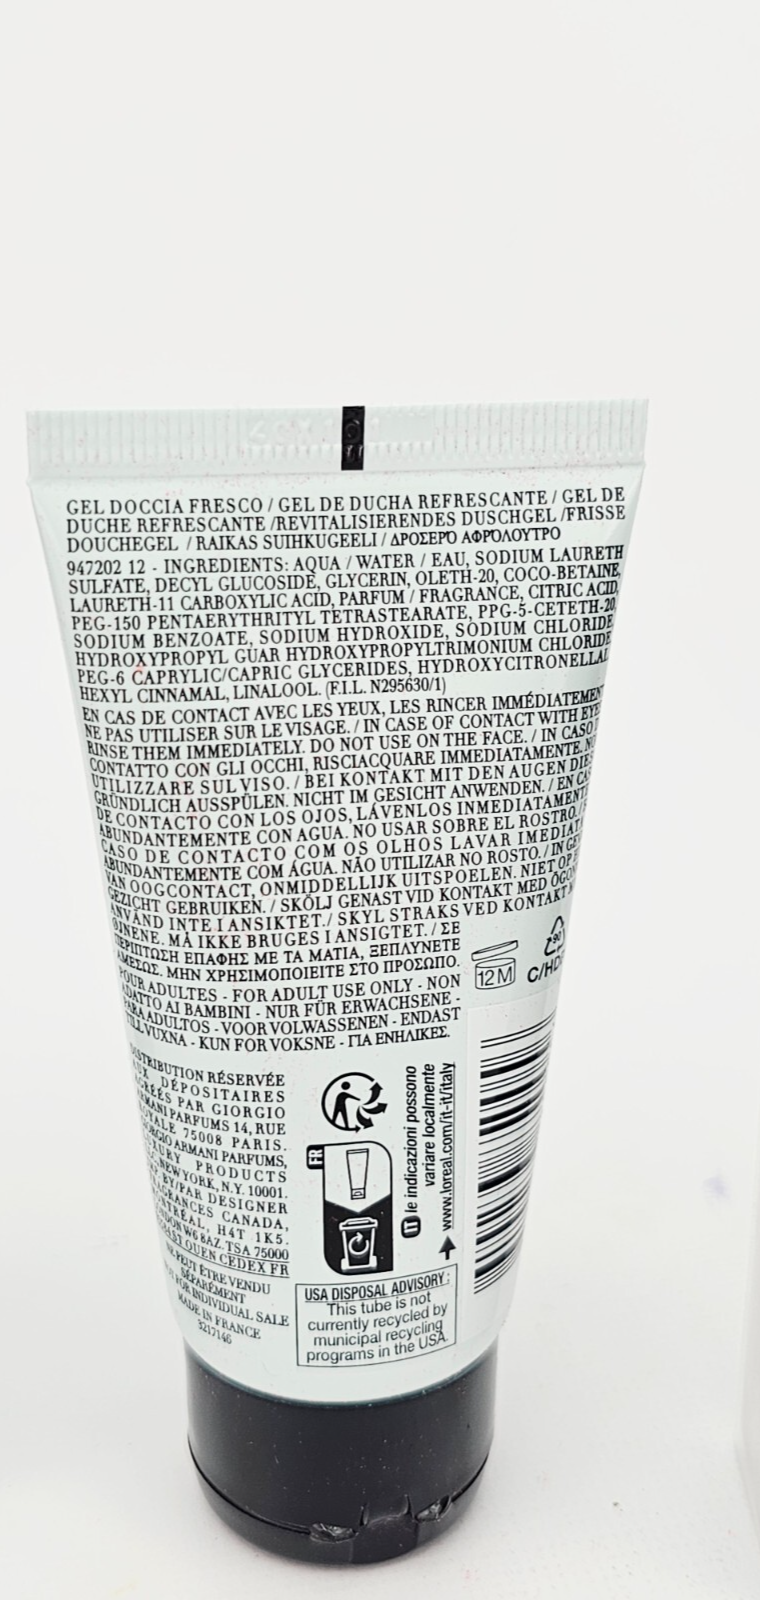 GEL DOCCIA FRESCO / GEL DE DUCHA REFRESCANTE / GEL DE
DUCHE REFRESCANTE /REVITALISIERENDES DUSCHGEL /FRISSE
DOUCHEGEL / RAIKAS SUIHKUGEELI / ΔΡΟΣΕΡΌ ΑΦΡΌΛΟΥΤΡΟ
947202 12 - INGREDIENTS: AQUA / WATER / EAU, SODIUM LAURETH
SULFATE, DECYL GLUCOSIDE, GLYCERIN, OLETH-20, COCO-BETAINE,
LAURETH-11 CARBOXYLIC ACID, PARFUM / FRAGRANCE, CITRIC ACID,
PEG-150 PENTAERYTHRITYL TETRASTEARATE, PPG-5-CETETH-20,
SODIUM BENZOATE, SODIUM HYDROXIDE, SODIUM CHLORIDE,
HYDROXYPROPYL GUAR HYDROXYPROPYLTRIMONIUM CHLORIDE,
PEG-6 CAPRYLIC/CAPRIC GLYCERIDES, HYDROXYCITRONELLAL,
HEXYL CINNAMAL, LINALOOL. (F.I.L. N295630/1)
EN CAS DE CONTACT AVEC LES YEUX, LES RINCER IMMÉDIATEMENT
NE PAS UTILISER SUR LE VISAGE. / IN CASE OF CONTACT WITH EYES
RINSE THEM IMMEDIATELY. DO NOT USE ON THE FACE. / IN CASO
CONTATTO CON GLI OCCHI, RISCIACQUARE IMMEDIATAMENTE.
UTILIZZARE SUL VISO. / BEI KONTAKT MIT DEN AUGEN
GRÜNDLICH AUSSPÜLEN. NICHT IM GESICHT ANWENDEN. / EN
DE CONTACTO CON LOS OJOS, LÁVENLOS INMEDIATAMENTE
ABUNDANTEMENTE CON AGUA. NO USAR SOBRE EL ROSTRO. /
CASO DE CONTACTO COM OS OLHOS LAVAR
ABUNDANTEMENTE COM ÁGUA. NÃO UTILIZAR NO ROSTO. / IN
VAN OOGCONTACT, ONMIDDELLIJK UITSPOELEN. NIET OP
GEZICHT GEBRUIKEN. / SKÖLJ GENAST VID KONTAKT MED
ANVÄND INTE I ANSIKTET. / SKYL STRAKS VED KONTAKT
ØINENE. MÅ IKKE BRUGES I ANSIGTET. / ΣΕ
ΠΕΡΙΠΤΩΣΗ ΕΠΑΦΗΣ ΜΕ ΤΑ ΜΑΤΙΑ, ΞΕΠΛΥΝΕΤΕ
ΑΜΕΣΩΣ. ΜΗΝ ΧΡΗΣΙΜΟΠΟΙΕΙΤΕ ΣΤΟ ΠΡΟΣΩΠΟ.
12 M
90
POUR ADULTES - FOR ADULT USE ONLY - NON
ADATTO AI BAMBINI - NUR FÜR ERWACHSENE -
PARA ADULTOS - VOOR VOLWASSENEN - ENDAST
TILL VUXNA - KUN FOR VOKSNE - ΓΙΑ ΕΝΗΛΙΚΕΣ.
DISTRIBUTION RÉSERVÉE
AUX DÉPOSITAIRES
AGRÉÉS PAR GIORGIO
ARMANI PARFUMS 14, RUE
ROYALE 75008 PARIS.
GIORGIO ARMANI PARFUMS,
LUXURY PRODUCTS
NEW YORK, N.Y. 10001.
BY/PAR DESIGNER
FRAGRANCES CANADA,
MONTRÉAL, H4T 1K5.
W6 8AZ. TSA 75000
ST OUEN CEDEX FR
NE PEUT ÊTRE VENDU
SÉPARÉMENT
NOT FOR INDIVIDUAL SALE
MADE IN FRANCE
3217146
FR
IT le indicazioni possono
variare localmente
www.loreal.com/it-it/italy
USA DISPOSAL ADVISORY:
This tube is not
currently recycled by
municipal recycling
programs in the USA.